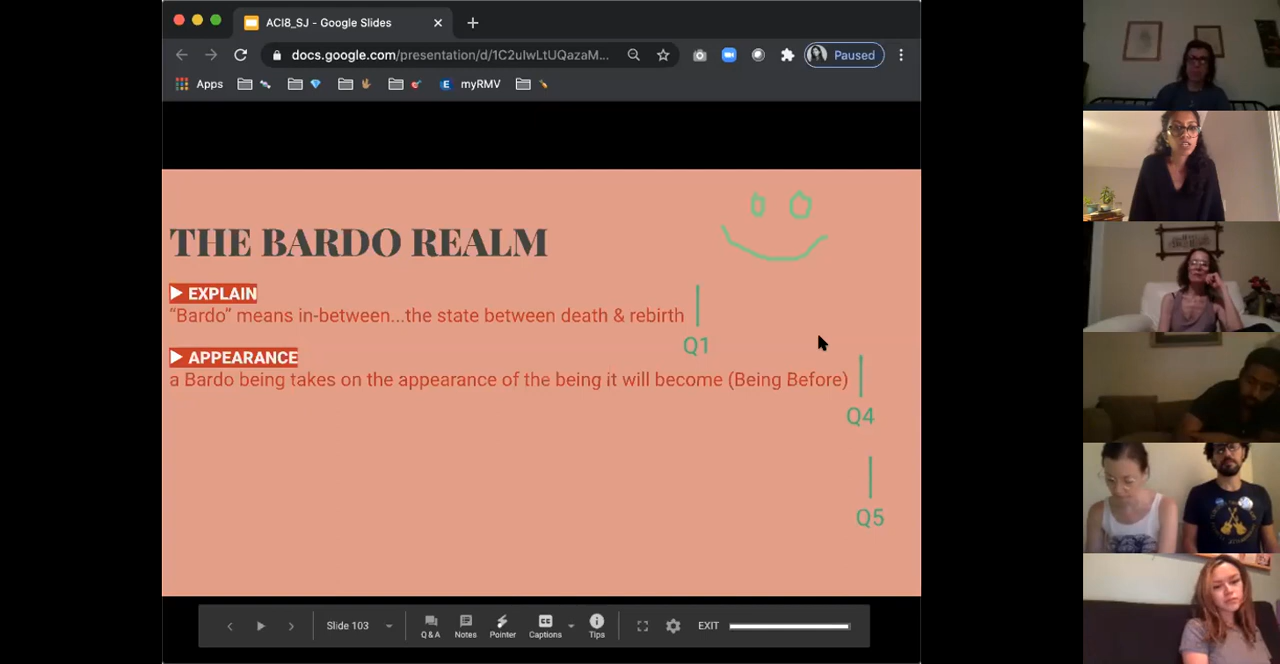 ACI8_SJ - Google Slides
docs.google.com/presentation/d/1C2uIwLtUQazaM...
Paused
Apps
myRMV
THE BARDO REALM
▶ EXPLAIN
“Bardo” means in-between...the state between death & rebirth
Q1
▶ APPEARANCE
a Bardo being takes on the appearance of the being it will become (Being Before)
Q4
Q5
Slide 103
Q & A
Notes
Pointer
Captions
Tips
EXIT